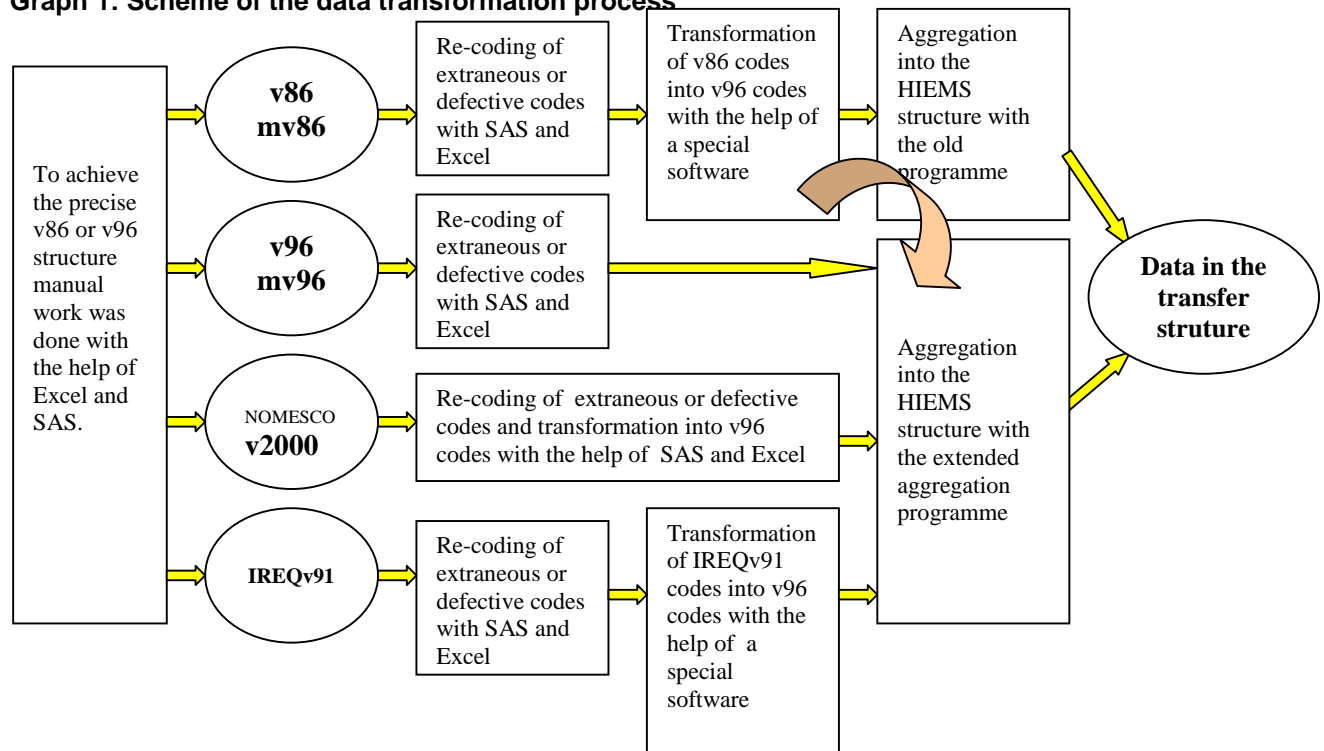 Graph 1: Scheme of the data transformation process
To achieve
the precise
v86 or v96
structure
manual
work was
done with
the help of
Excel and
SAS.
v86
mv86
Re-coding of
extraneous or
defective codes
with SAS and
Excel
Transformation
of v86 codes
into v96 codes
with the help of
a special
software
Aggregation
into the
HIEMS
structure with
the old
programme
v96
mv96
Re-coding of
extraneous or
defective codes
with SAS and
Excel
NOMESCO
v2000
Re-coding of extraneous or defective
codes and transformation into v96
codes with the help of SAS and Excel
IREQv91
Re-coding of
extraneous or
defective codes
with SAS and
Excel
Transformation
of IREQv91
codes into v96
codes with the
help of a
special
software
Aggregation
into the
HIEMS
structure with
the extended
aggregation
programme
Data in the
transfer
struture